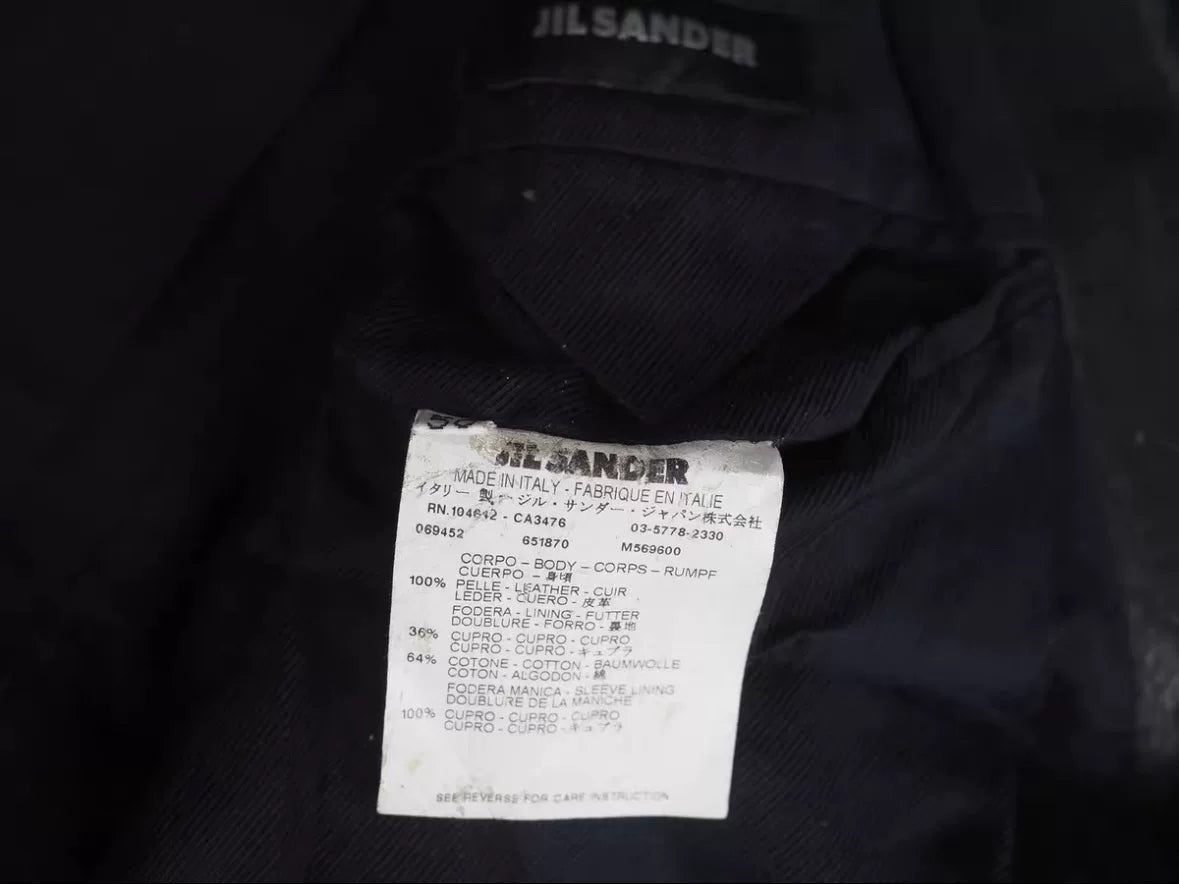 JIL SANDER
JIL SANDER
MADE IN ITALY - FABRIQUE EN ITALIE
イタリー 製 - ジル・サンダー・ジャパン株式会社
RN.104642 - CA3476 03-5778-2330
069452 651870 M569600
CORPO - BODY - CORPS - RUMPF
CUERPO - 身頃
100% PELLE - LEATHER - CUIR
LEDER - CUERO - 皮革
FODERA - LINING - FUTTER
DOUBLURE - FORRO - 裏地
36% CUPRO - CUPRO - CUPRO
CUPRO - CUPRO - キュプラ
64% COTONE - COTTON - BAUMWOLLE
COTON - ALGODON - 綿
FODERA MANICA - SLEEVE LINING
DOUBLURE DE LA MANICHE
100% CUPRO - CUPRO - CUPRO
CUPRO - CUPRO - キュプラ
SEE REVERSE FOR CARE INSTRUCTION